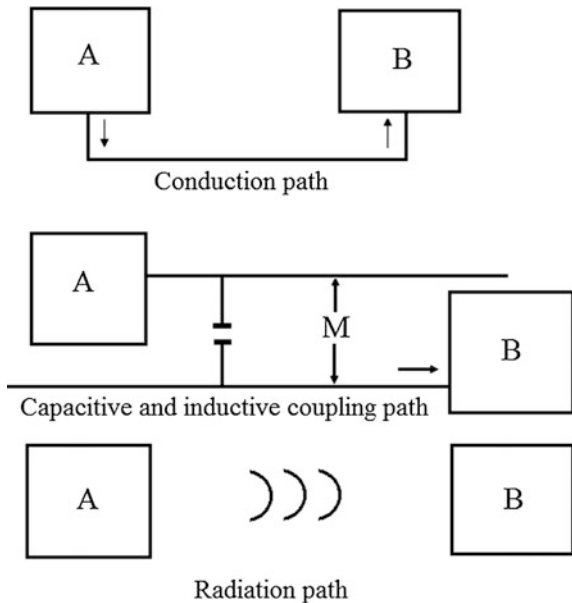 A
B
Conduction path
A
M
B
Capacitive and inductive coupling path
A
B
Radiation path